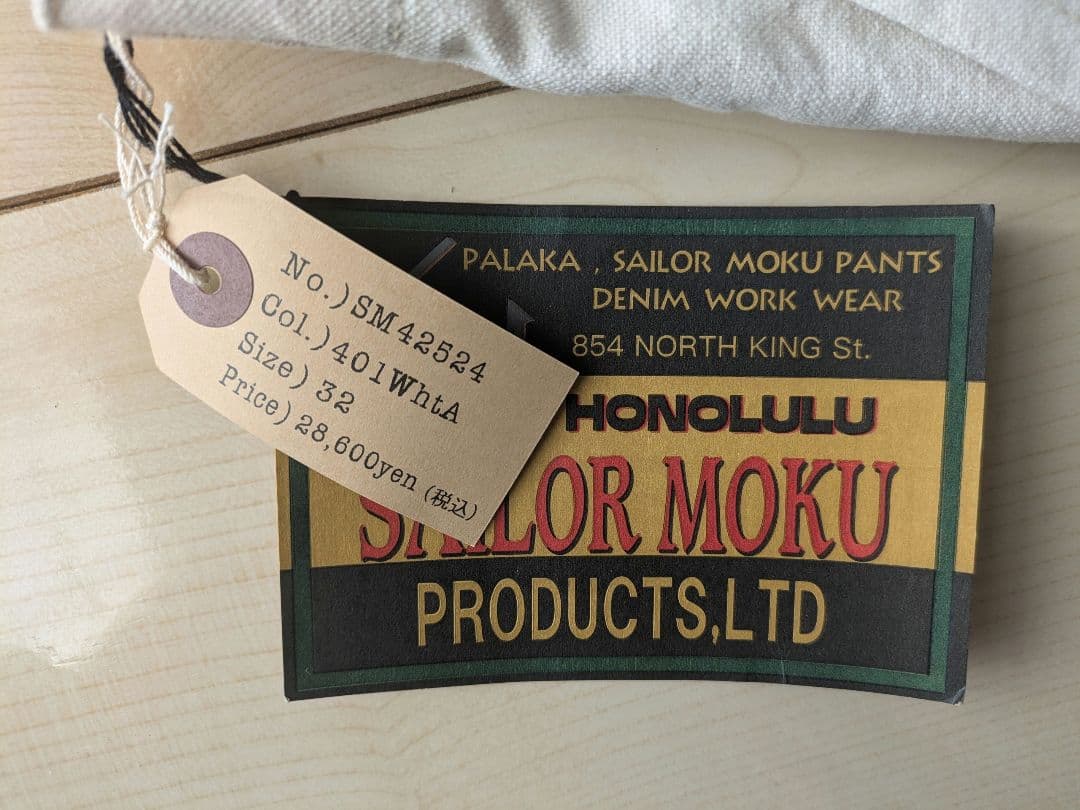 No.)SM42524
Col.)401WhtA
Size)32
Price)28,600yen (税込)
PALAKA , SAILOR MOKU PANTS
DENIM WORK WEAR
854 NORTH KING St.
HONOLULU
SAILOR MOKU
PRODUCTS,LTD